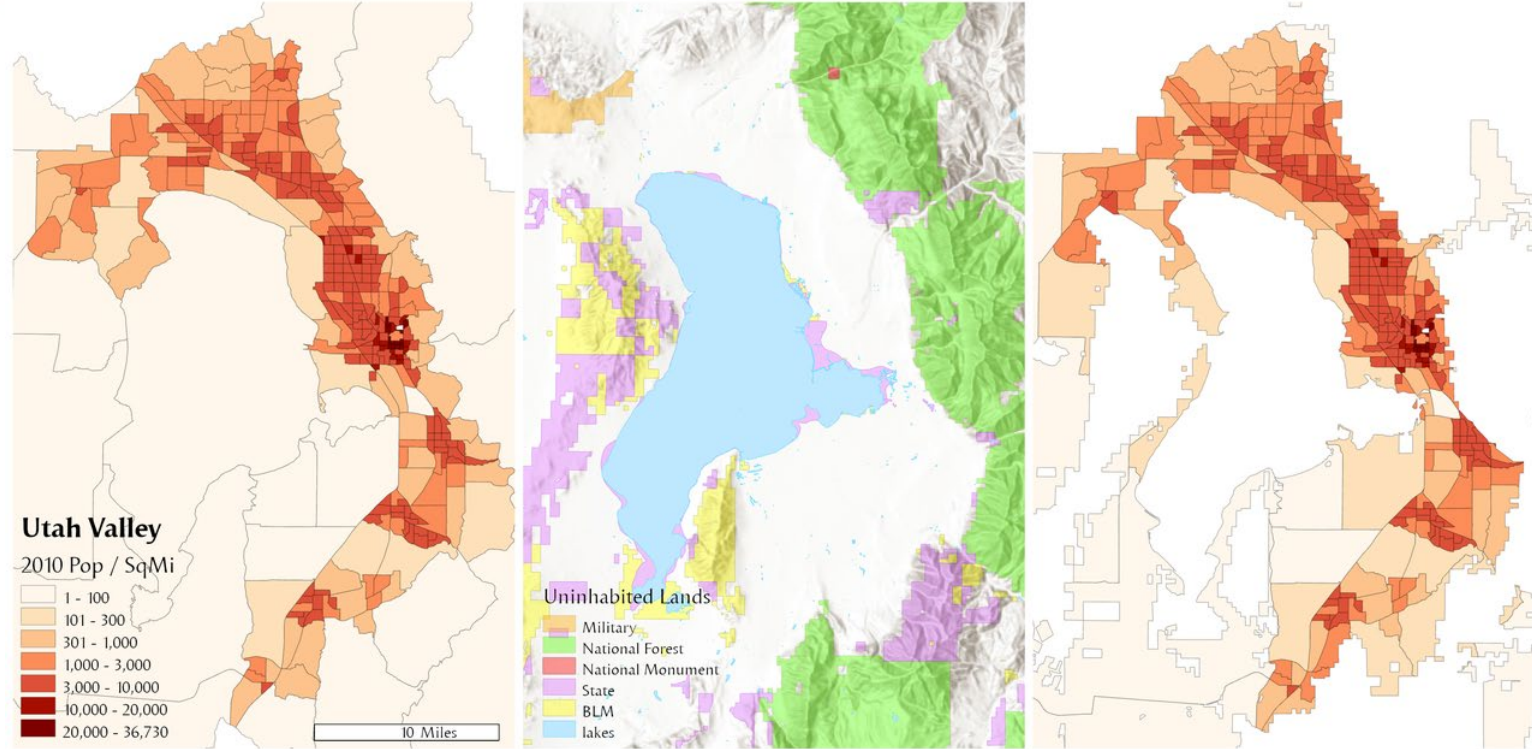 Utah Valley
2010 Pop / SqMi
1 - 100
101 - 300
301 - 1,000
1,000 - 3,000
3,000 - 10,000
10,000 - 20,000
20,000 - 36,730
10 Miles
Uninhabited Lands
Military
National Forest
National Monument
State
BLM
lakes